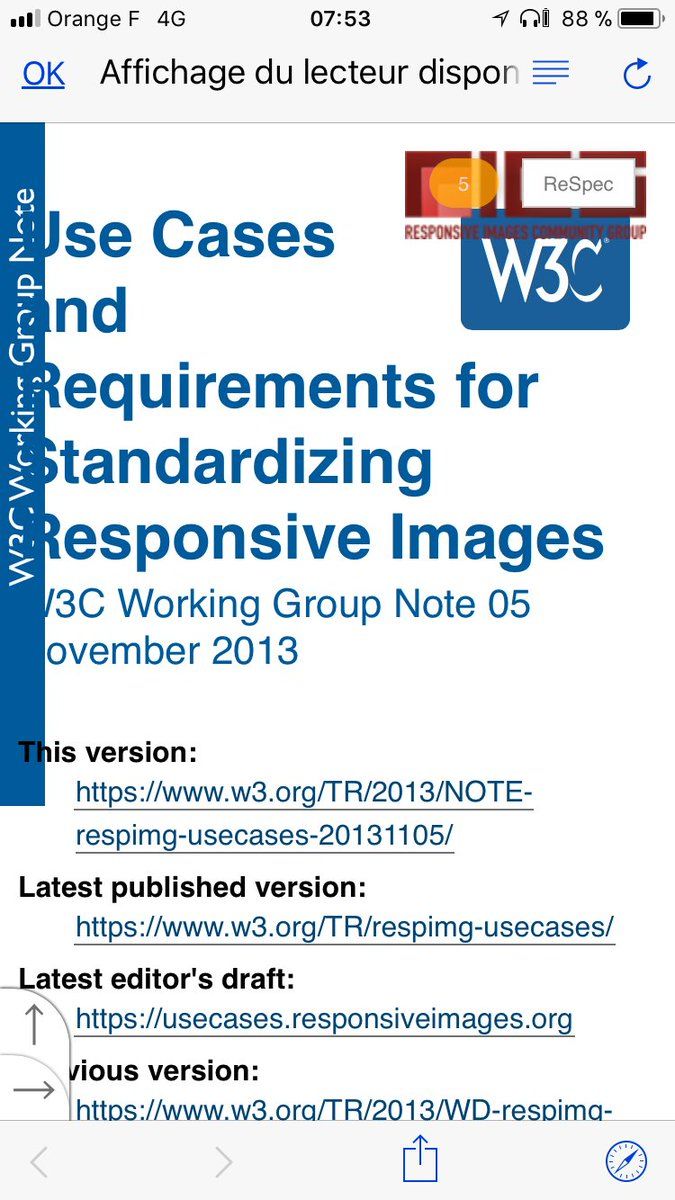 Orange F 4G 07:53 88 %
OK Affichage du lecteur dispon
5 ReSpec
RESPONSIVE IMAGES COMMUNITY GROUP
W3C®
W3C Working Group Note
Use Cases
and
Requirements for
Standardizing
Responsive Images
W3C Working Group Note 05
ovember 2013
This version:
https://www.w3.org/TR/2013/NOTE-
respimg-usecases-20131105/
Latest published version:
https://www.w3.org/TR/respimg-usecases/
Latest editor's draft:
https://usecases.responsiveimages.org
vious version:
https://www.w3.org/TR/2013/WD-respimg-